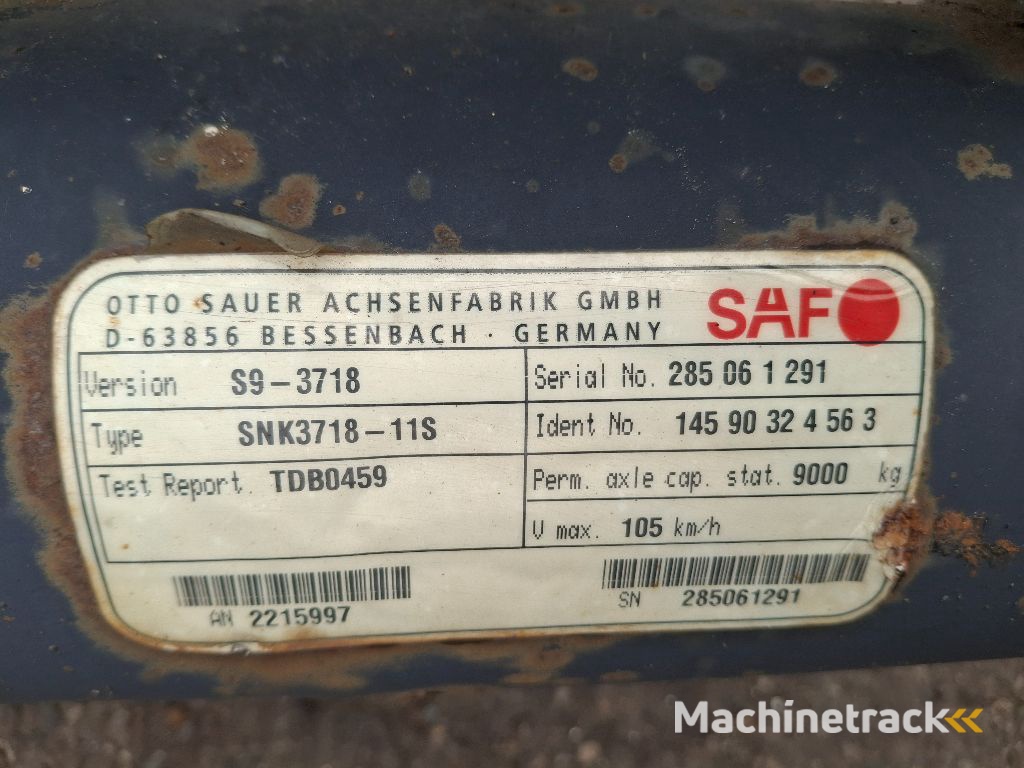 OTTO SAUER ACHSENFABRIK GMBH
D-63856 BESSENBACH · GERMANY
SAF
Version S9-3718
Serial No. 285 06 1 291
Type SNK3718-11S
Ident No. 145 90 32 4 56 3
Test Report. TDB0459
Perm. axle cap. stat. 9000 kg
V max. 105 km/h
AN 2215997
SN 285061291
Machinetrack